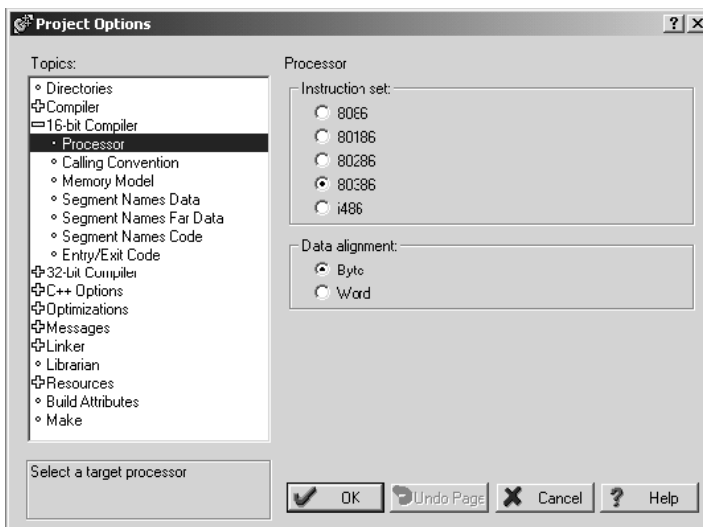 Project Options
Topics:
Directories
Compiler
16-bit Compiler
Processor
Calling Convention
Memory Model
Segment Names Data
Segment Names Far Data
Segment Names Code
Entry/Exit Code
32-bit Compiler
C++ Options
Optimizations
Messages
Linker
Librarian
Resources
Build Attributes
Make
Select a target processor
Processor
Instruction set:
8086
80186
80286
80386
i486
Data alignment:
Byte
Word
OK
Undo Page
Cancel
Help